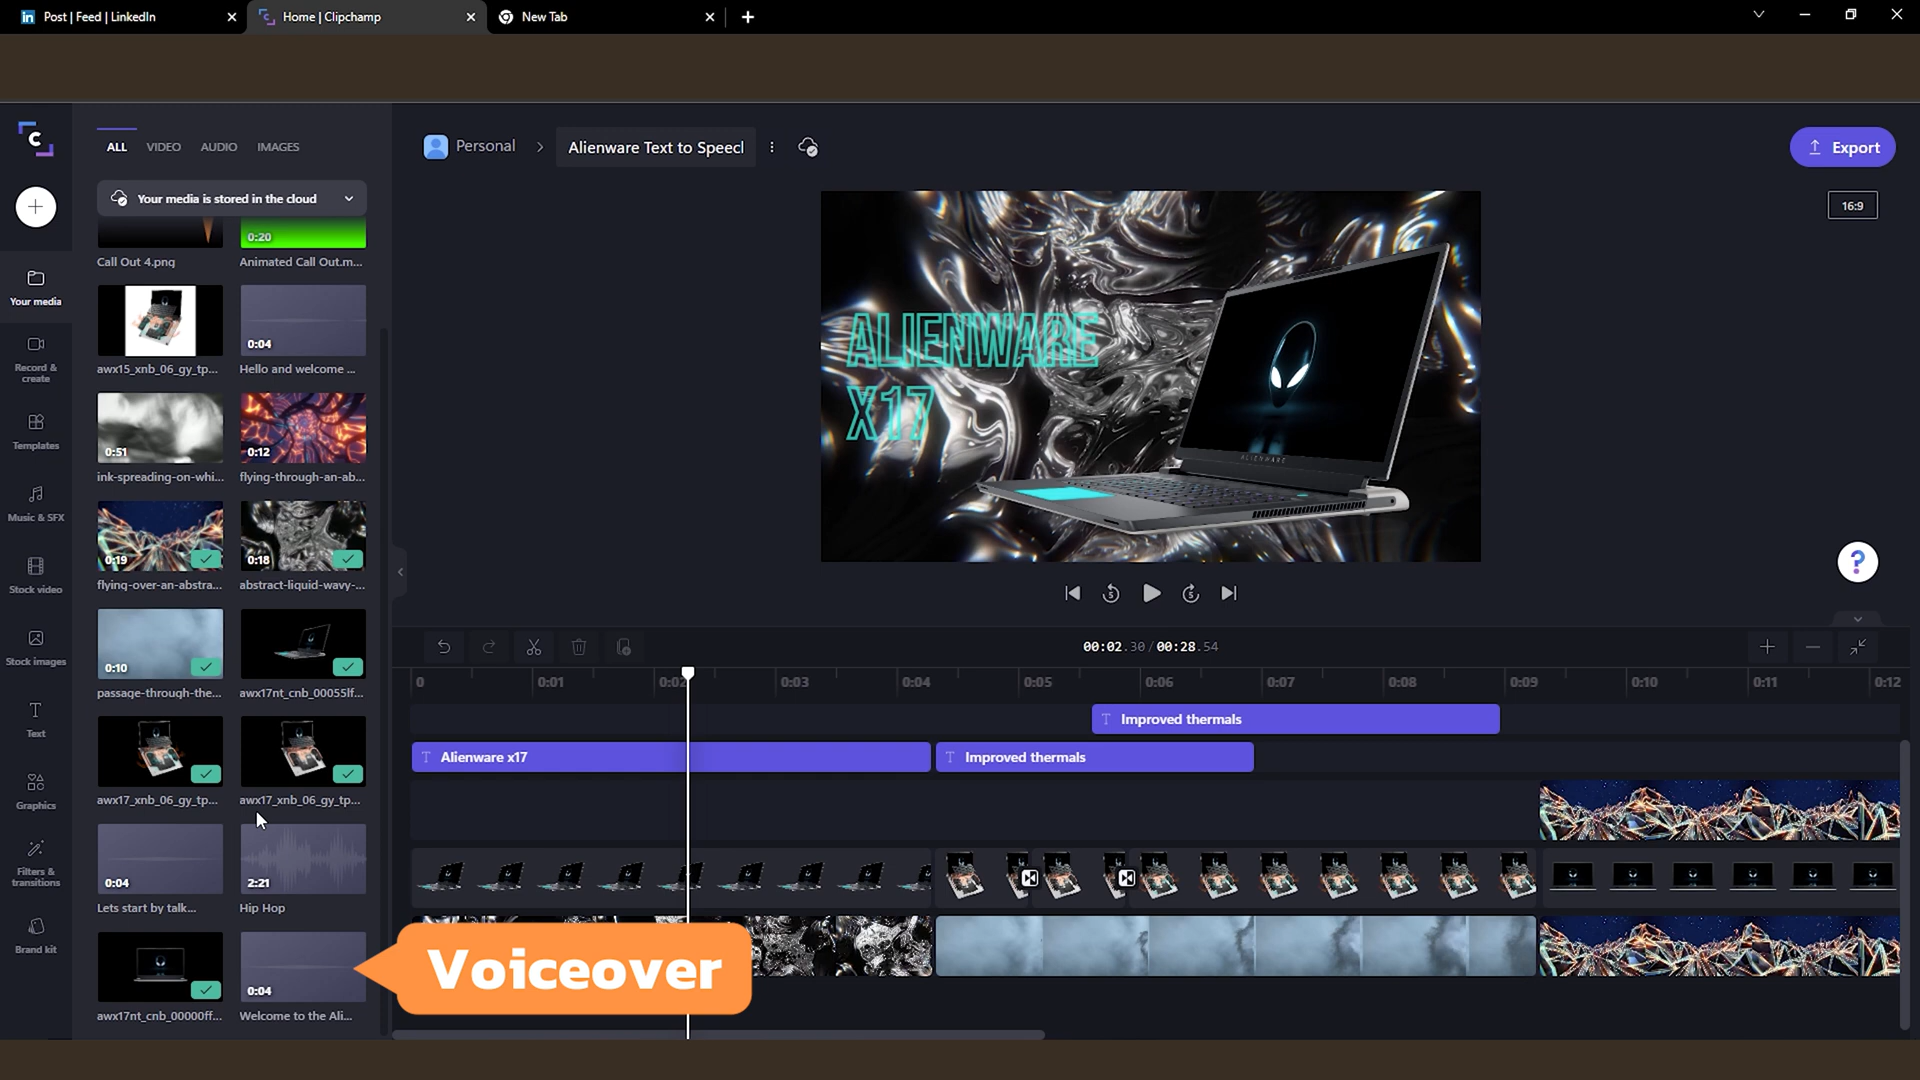 Post | Feed | LinkedIn
Home | Clipchamp
New Tab
ALL VIDEO AUDIO IMAGES
Your media is stored in the cloud
Personal
Alienware Text to Speecl
Export
16:9
Your media
Record &
create
Templates
Music & SFX
Stock video
Stock images
Text
Graphics
Filters &
transitions
Brand kit
0:20
Call Out 4.png
Animated Call Out.m...
0:04
awx15_xnb_06_gy_tp...
Hello and welcome ...
0:51
0:12
ink-spreading-on-whi...
flying-through-an-ab...
0:19
0:18
flying-over-an-abstra...
abstract-liquid-wavy-...
0:10
passage-through-the...
awx17nt_cnb_00055lf...
awx17_xnb_06_gy_tp...
awx17_xnb_06_gy_tp...
0:04
2:21
Lets start by talk...
Hip Hop
0:04
awx17nt_cnb_00000ff...
Welcome to the Ali...
ALIENWARE
X17
ALIENWARE
5
5
?
00:02.30 / 00:28.54
0 0:01 0:02 0:03 0:04 0:05 0:06 0:07 0:08 0:09 0:10 0:11 0:12
T Improved thermals
T Alienware x17
T Improved thermals
Voiceover